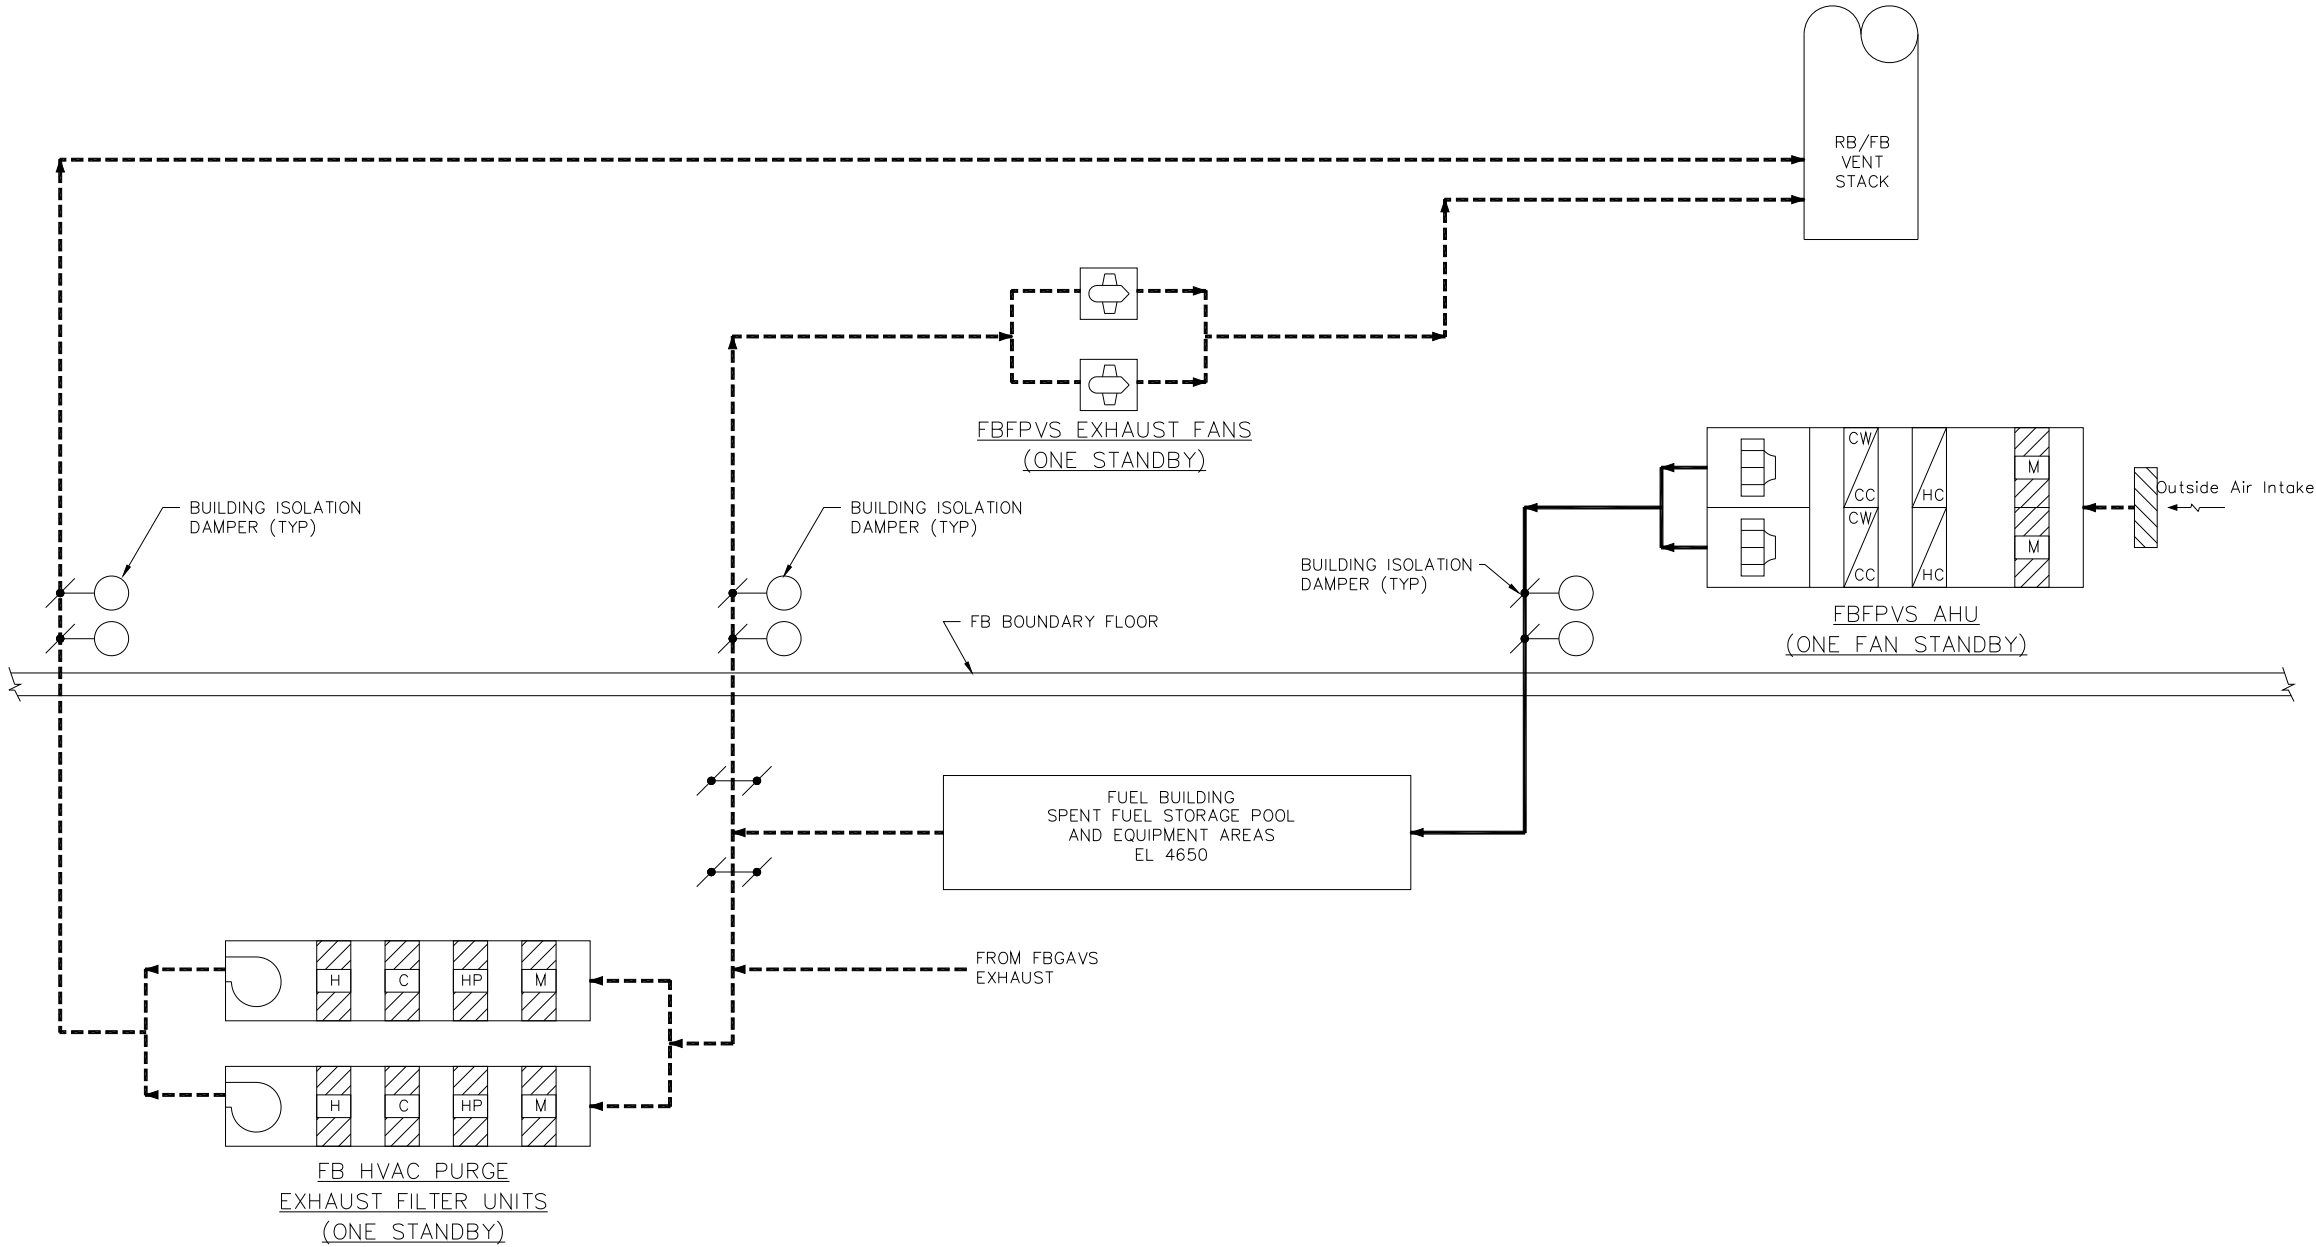 RB/FB
VENT
STACK
FBFPVS EXHAUST FANS
(ONE STANDBY)
CW
CC
HC
M
CW
CC
HC
M
Outside Air Intake
FBFPVS AHU
(ONE FAN STANDBY)
BUILDING ISOLATION
DAMPER (TYP)
BUILDING ISOLATION
DAMPER (TYP)
BUILDING ISOLATION
DAMPER (TYP)
FB BOUNDARY FLOOR
FUEL BUILDING
SPENT FUEL STORAGE POOL
AND EQUIPMENT AREAS
EL 4650
FROM FBGAVS
EXHAUST
H
C
HP
M
H
C
HP
M
FB HVAC PURGE
EXHAUST FILTER UNITS
(ONE STANDBY)